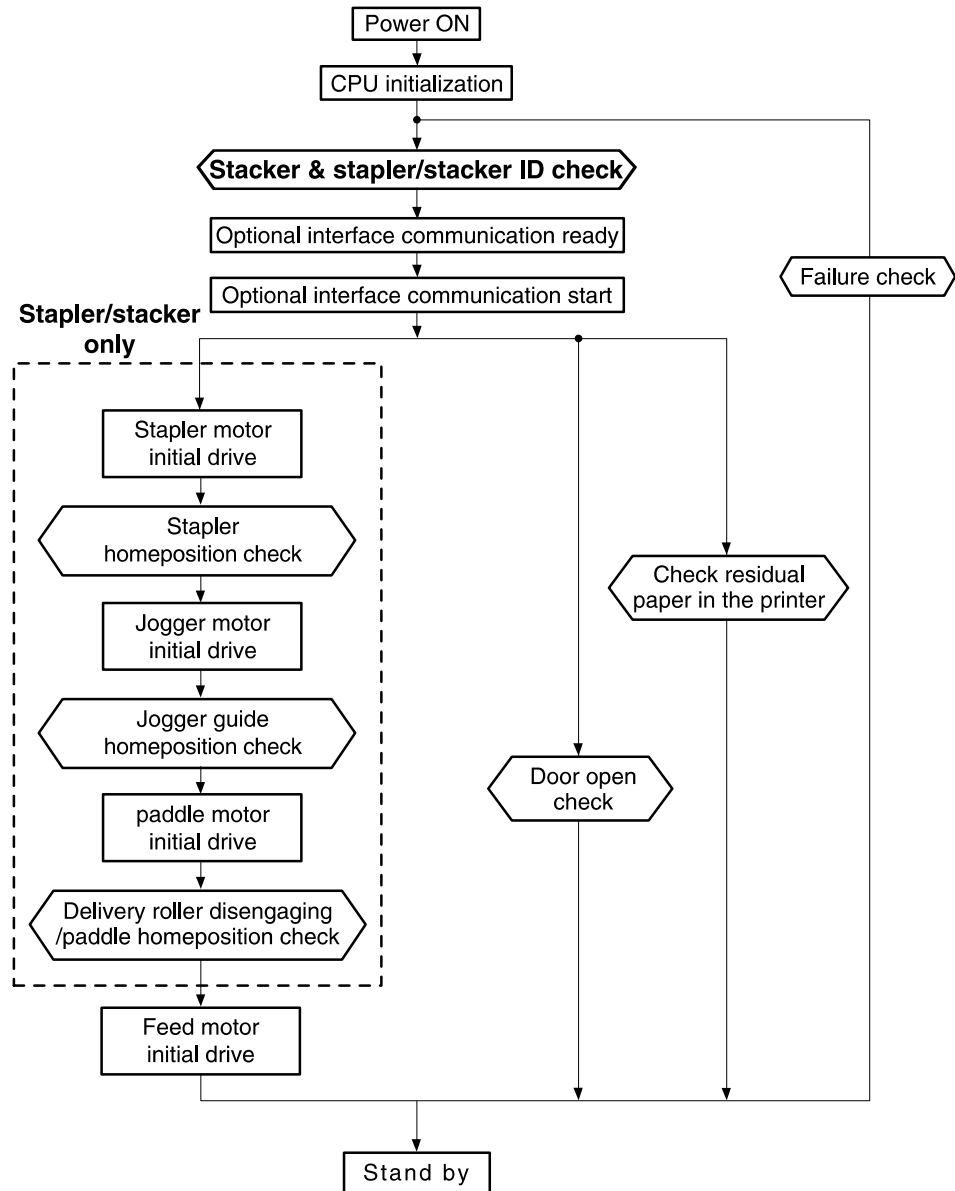 Power ON
CPU initialization
Stacker & stapler/stacker ID check
Optional interface communication ready
Failure check
Optional interface communication start
Stapler/stacker
only
Stapler motor
initial drive
Stapler
homeposition check
Jogger motor
initial drive
Jogger guide
homeposition check
paddle motor
initial drive
Delivery roller disengaging
/paddle homeposition check
Feed motor
initial drive
Door open
check
Check residual
paper in the printer
Stand by